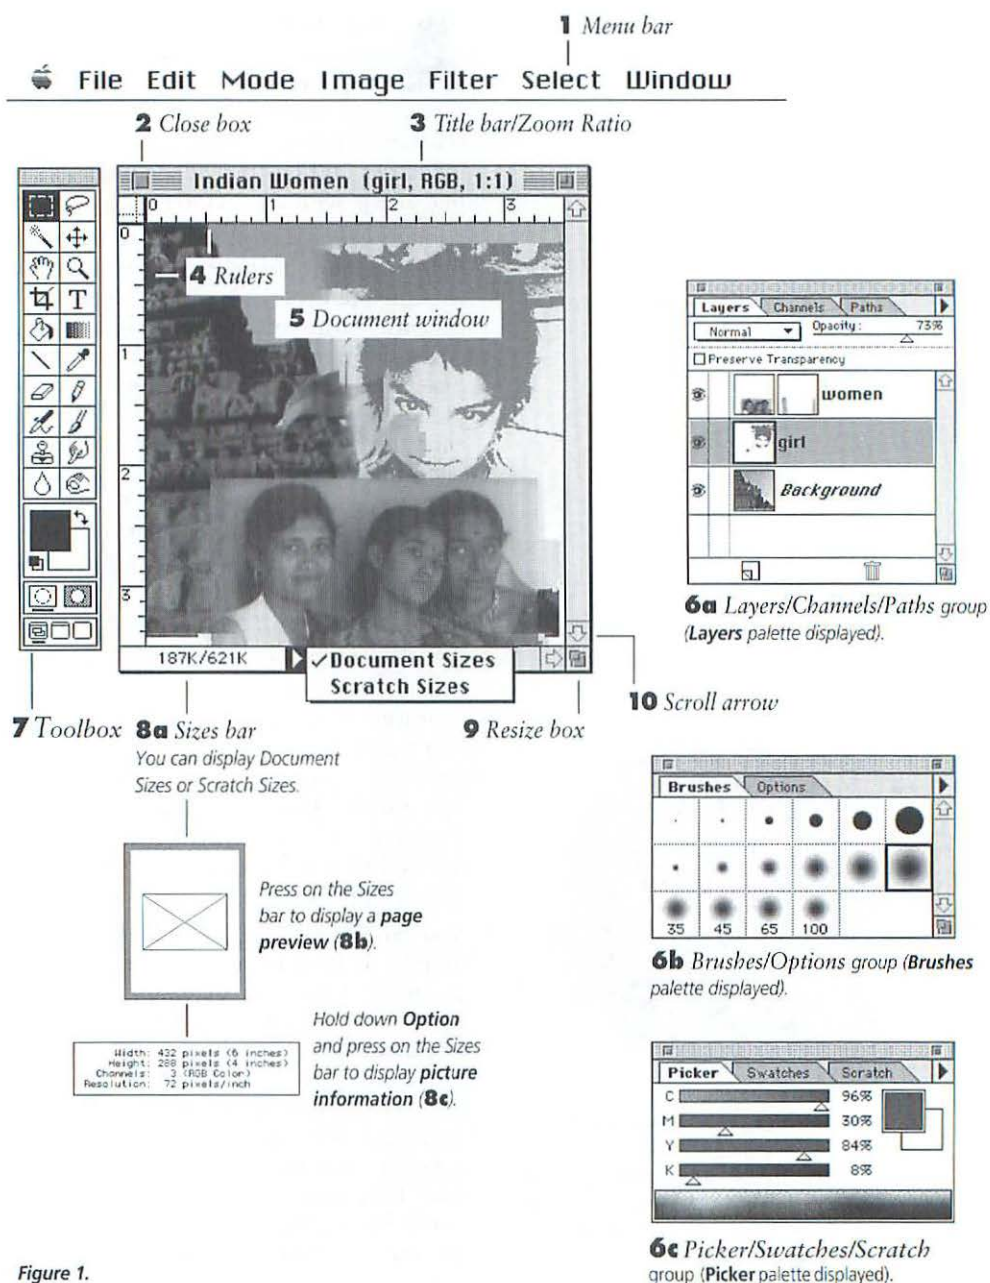 1 Menu bar
File Edit Mode Image Filter Select Window
2 Close box
3 Title bar/Zoom Ratio
Indian Women (girl, RGB, 1:1)
0 1 2 3
0
4 Rulers
5 Document window
1
2
3
T
187K/621K
✓Document Sizes
Scratch Sizes
7 Toolbox
8a Sizes bar
You can display Document
Sizes or Scratch Sizes.
9 Resize box
10 Scroll arrow
Press on the Sizes
bar to display a page
preview (8b).
Width: 432 pixels (6 inches)
Height: 288 pixels (4 inches)
Channels: 3 (RGB Color)
Resolution: 72 pixels/inch
Hold down Option
and press on the Sizes
bar to display picture
information (8c).
Layers Channels Paths
Normal Opacity: 73%
Preserve Transparency
women
girl
Background
6a Layers/Channels/Paths group
(Layers palette displayed).
Brushes Options
35 45 65 100
6b Brushes/Options group (Brushes
palette displayed).
Picker Swatches Scratch
C 96%
M 30%
Y 84%
K 8%
6c Picker/Swatches/Scratch
group (Picker palette displayed).
Figure 1.